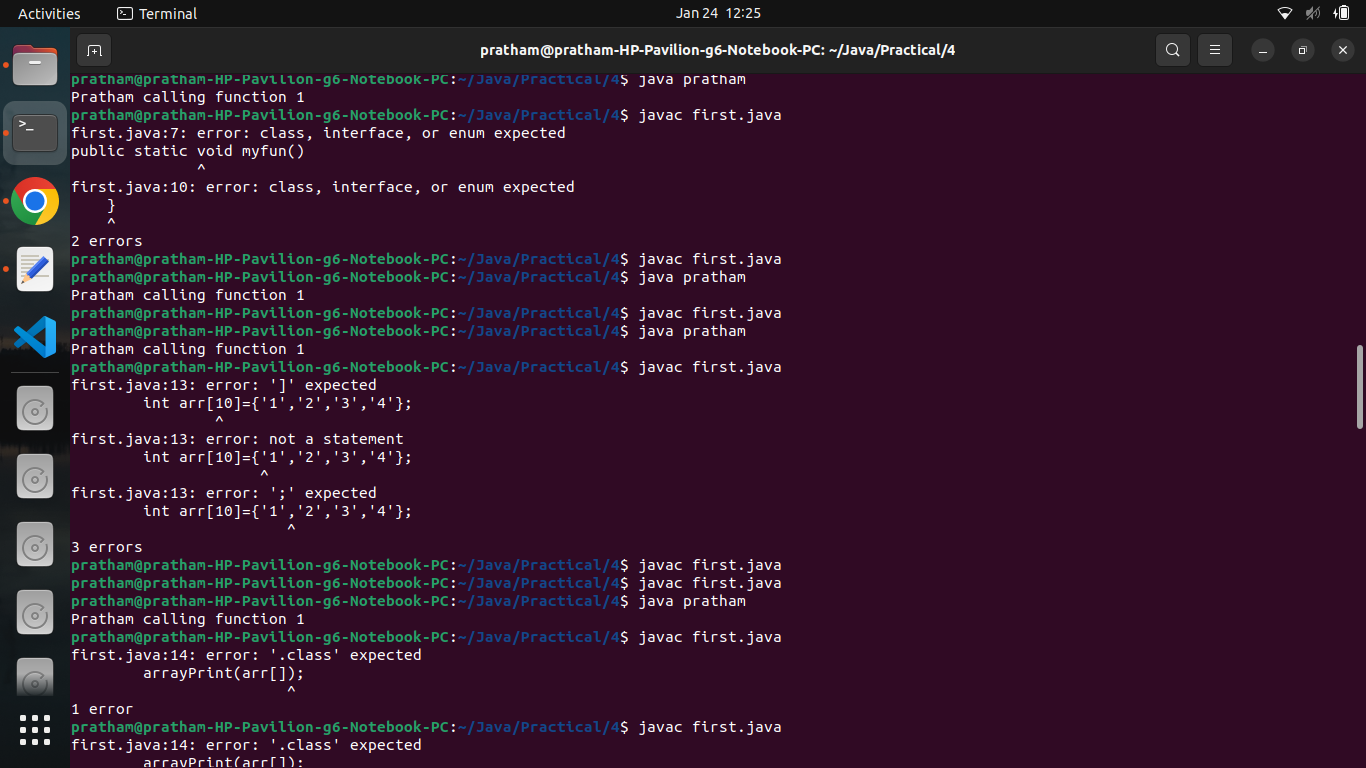 Activities
Terminal
Jan 24 12:25
pratham@pratham-HP-Pavilion-g6-Notebook-PC: ~/Java/Practical/4
pratham@pratham-HP-Pavilion-g6-Notebook-PC:~/Java/Practical/4$ java pratham
Pratham calling function 1
pratham@pratham-HP-Pavilion-g6-Notebook-PC:~/Java/Practical/4$ javac first.java
first.java:7: error: class, interface, or enum expected
public static void myfun()
              ^
first.java:10: error: class, interface, or enum expected
    }
    ^
2 errors
pratham@pratham-HP-Pavilion-g6-Notebook-PC:~/Java/Practical/4$ javac first.java
pratham@pratham-HP-Pavilion-g6-Notebook-PC:~/Java/Practical/4$ java pratham
Pratham calling function 1
pratham@pratham-HP-Pavilion-g6-Notebook-PC:~/Java/Practical/4$ javac first.java
pratham@pratham-HP-Pavilion-g6-Notebook-PC:~/Java/Practical/4$ java pratham
Pratham calling function 1
pratham@pratham-HP-Pavilion-g6-Notebook-PC:~/Java/Practical/4$ javac first.java
first.java:13: error: ']' expected
        int arr[10]={'1','2','3','4'};
                ^
first.java:13: error: not a statement
        int arr[10]={'1','2','3','4'};
                     ^
first.java:13: error: ';' expected
        int arr[10]={'1','2','3','4'};
                        ^
3 errors
pratham@pratham-HP-Pavilion-g6-Notebook-PC:~/Java/Practical/4$ javac first.java
pratham@pratham-HP-Pavilion-g6-Notebook-PC:~/Java/Practical/4$ javac first.java
pratham@pratham-HP-Pavilion-g6-Notebook-PC:~/Java/Practical/4$ java pratham
Pratham calling function 1
pratham@pratham-HP-Pavilion-g6-Notebook-PC:~/Java/Practical/4$ javac first.java
first.java:14: error: '.class' expected
        arrayPrint(arr[]);
                        ^
1 error
pratham@pratham-HP-Pavilion-g6-Notebook-PC:~/Java/Practical/4$ javac first.java
first.java:14: error: '.class' expected
        arrayPrint(arr[]);